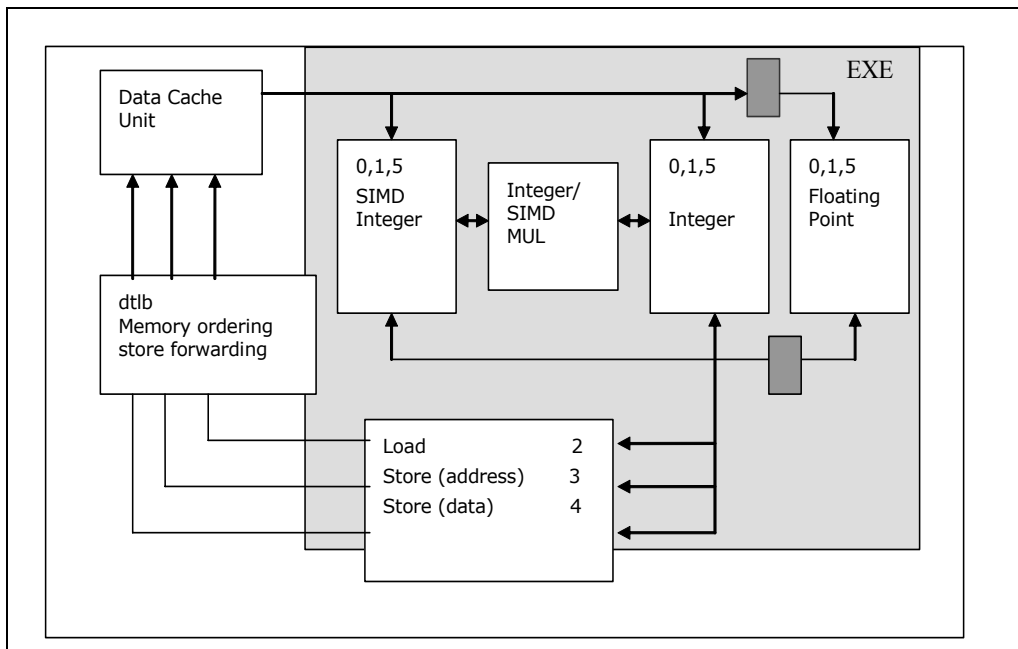 EXE
Data Cache
Unit
0,1,5
SIMD
Integer
Integer/
SIMD
MUL
0,1,5
Integer
0,1,5
Floating
Point
dtlb
Memory ordering
store forwarding
Load 2
Store (address) 3
Store (data) 4